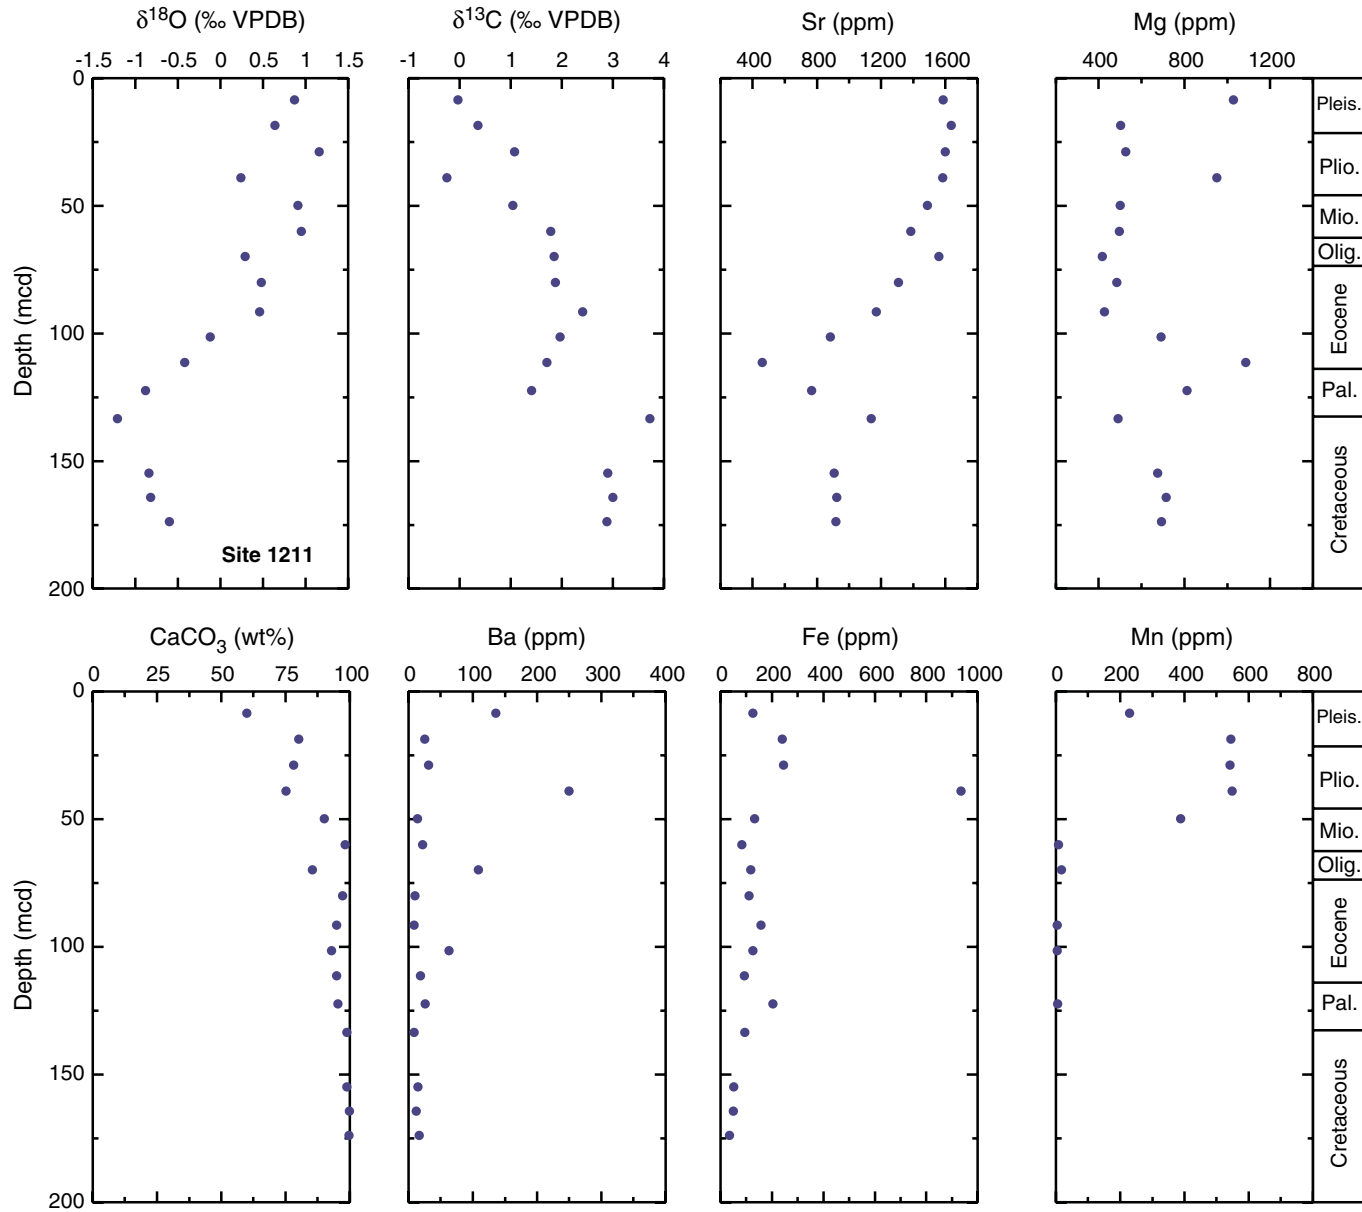 δ18O (‰ VPDB) δ13C (‰ VPDB) Sr (ppm) Mg (ppm)
-1.5 -1 -0.5 0 0.5 1 1.5 -1 0 1 2 3 4 400 800 1200 1600 400 800 1200
0
Pleis.
Plio.
50
Mio.
Olig.
Depth (mcd)
Eocene
100
Pal.
150
Cretaceous
Site 1211
200
CaCO3 (wt%) Ba (ppm) Fe (ppm) Mn (ppm)
0 25 50 75 100 0 100 200 300 400 0 200 400 600 800 1000 0 200 400 600 800
0
Pleis.
Plio.
50
Mio.
Olig.
Depth (mcd)
Eocene
100
Pal.
150
Cretaceous
200